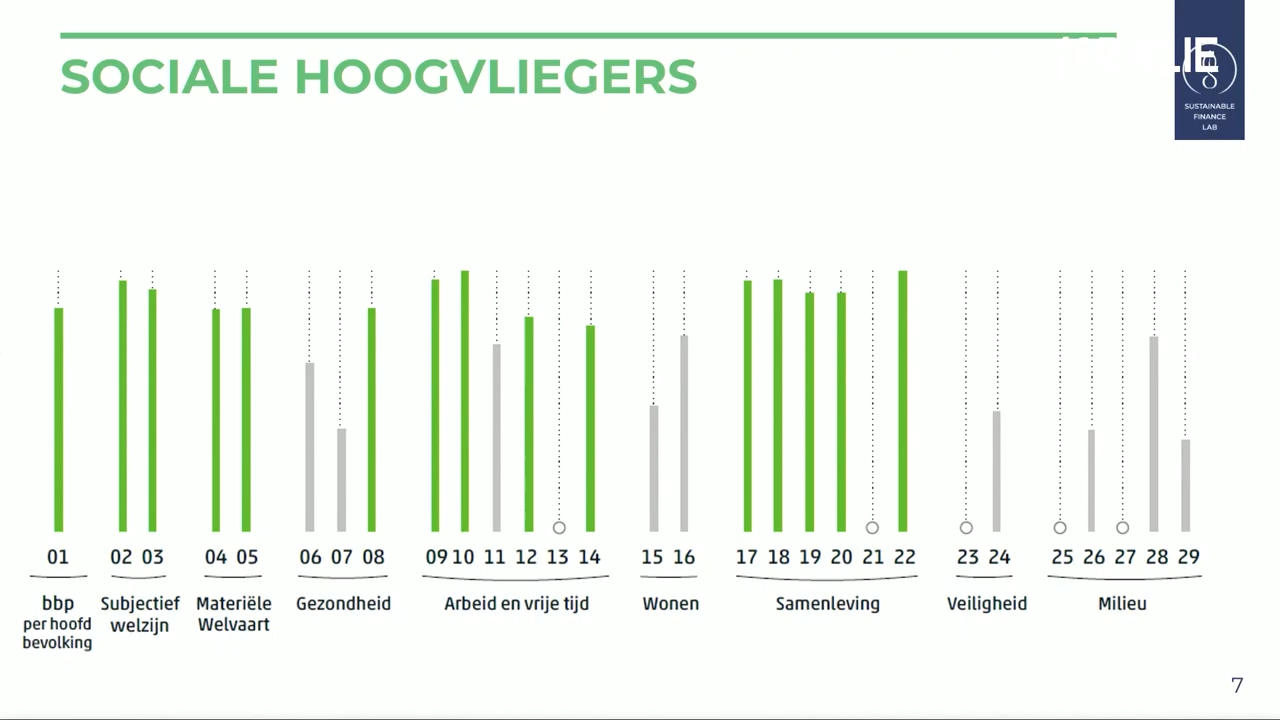 SOCIALE HOOGVLIEGERS
SUSTAINABLE
FINANCE
LAB
01 02 03 04 05 06 07 08 09 10 11 12 13 14 15 16 17 18 19 20 21 22 23 24 25 26 27 28 29
bbp
per hoofd
bevolking
Subjectief
welzijn
Materiële
Welvaart
Gezondheid
Arbeid en vrije tijd
Wonen
Samenleving
Veiligheid
Milieu
7